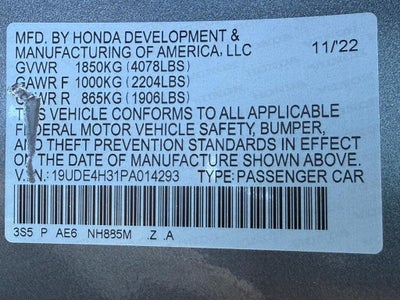 MFD. BY HONDA DEVELOPMENT &
MANUFACTURING OF AMERICA, LLC 11/'22
GVWR 1850KG (4078LBS)
GAWR F 1000KG (2204LBS)
GAWR R 865KG (1906LBS)
THIS VEHICLE CONFORMS TO ALL APPLICABLE
FEDERAL MOTOR VEHICLE SAFETY, BUMPER,
AND THEFT PREVENTION STANDARDS IN EFFECT
ON THE DATE OF MANUFACTURE SHOWN ABOVE.
V.I.N.:19UDE4H31PA014293 TYPE:PASSENGER CAR
3S5 P AE6 NH885M .Z .A